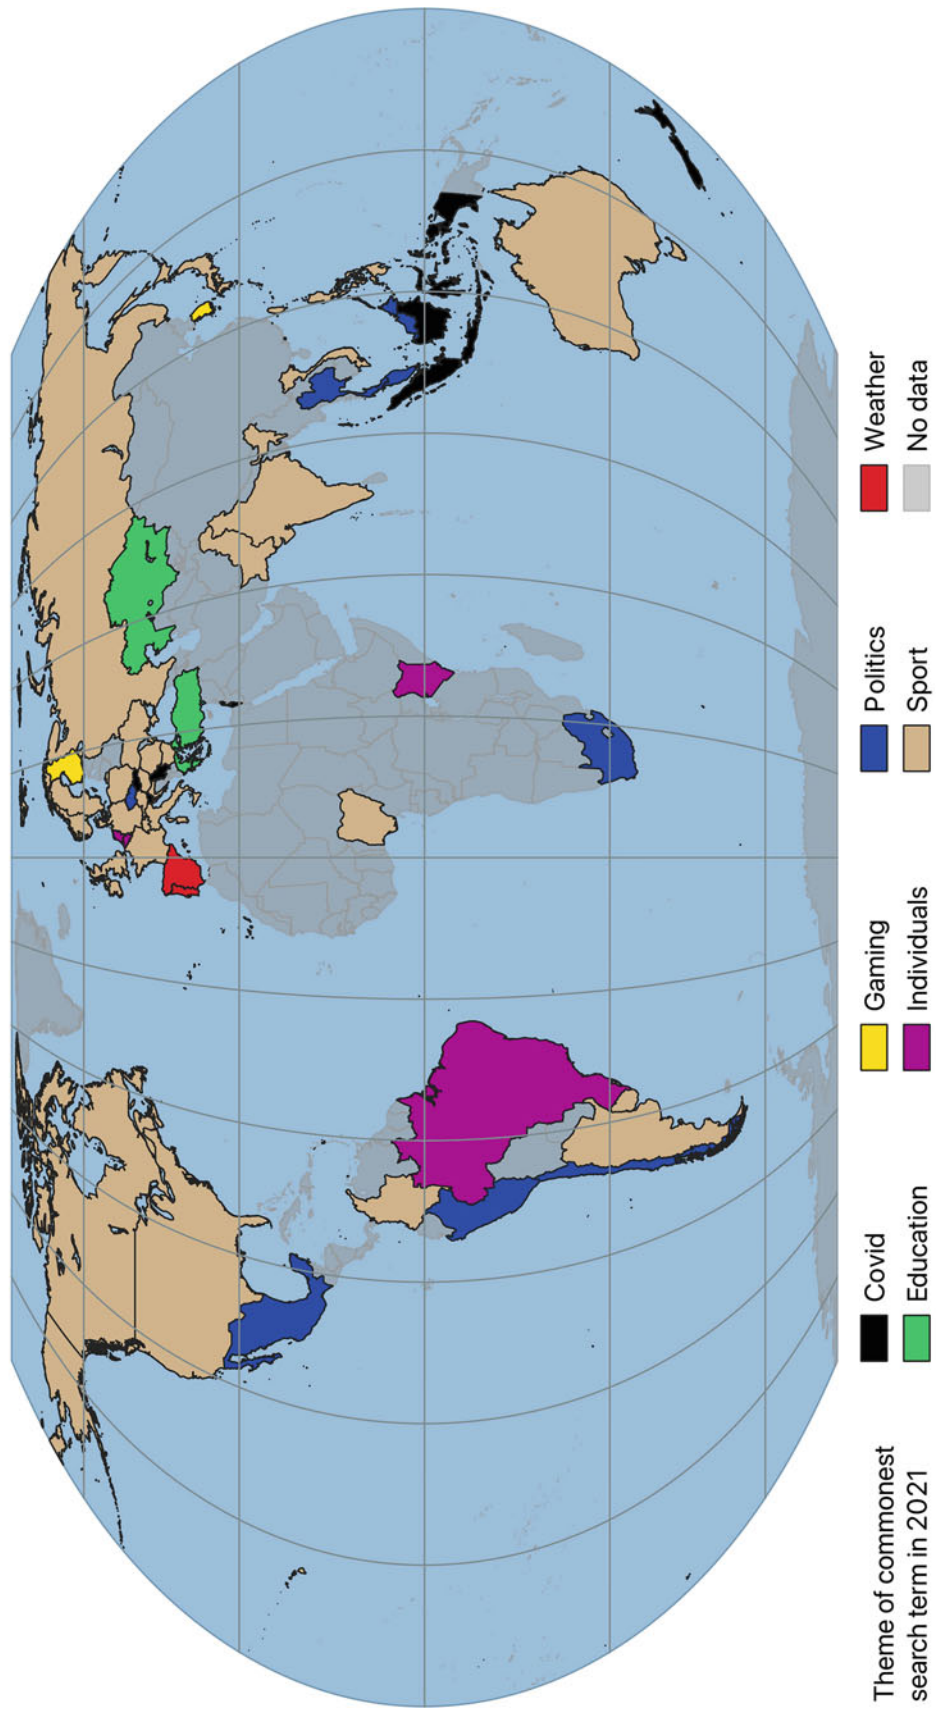 Theme of commonest
search term in 2021
Covid
Gaming
Politics
Weather
Education
Individuals
Sport
No data